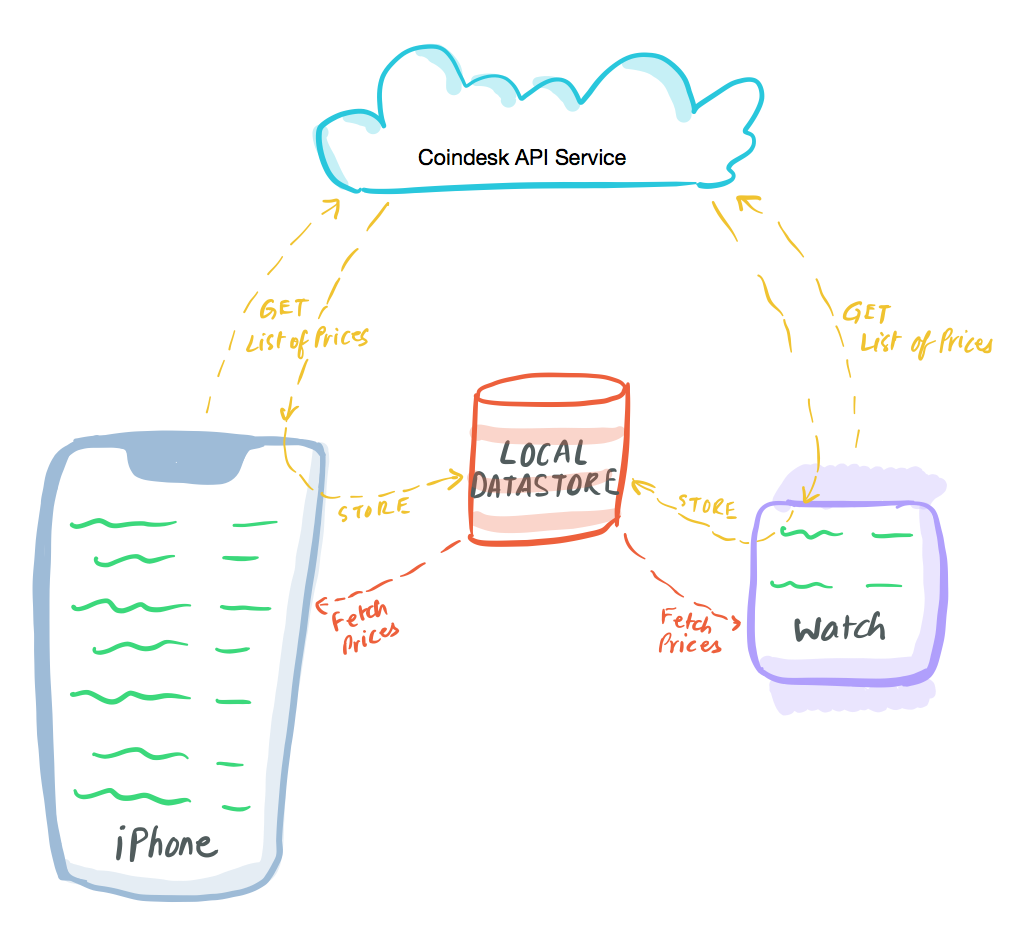 Coindesk API Service
GET
List of Prices
GET
List of Prices
LOCAL
DATASTORE
STORE
STORE
Fetch
Prices
Fetch
Prices
Watch
iPhone